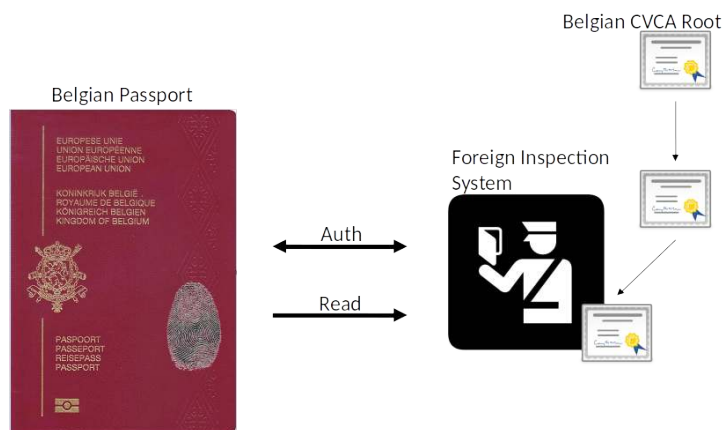 Belgian CVCA Root
Belgian Passport
EUROPESE UNIE
UNION EUROPÉENNE
EUROPÄISCHE UNION
EUROPEAN UNION
KONINKRIJK BELGIË
ROYAUME DE BELGIQUE
KÖNIGREICH BELGIEN
KINGDOM OF BELGIUM
PASPOORT
PASSEPORT
REISEPASS
PASSPORT
Auth
Read
Foreign Inspection
System